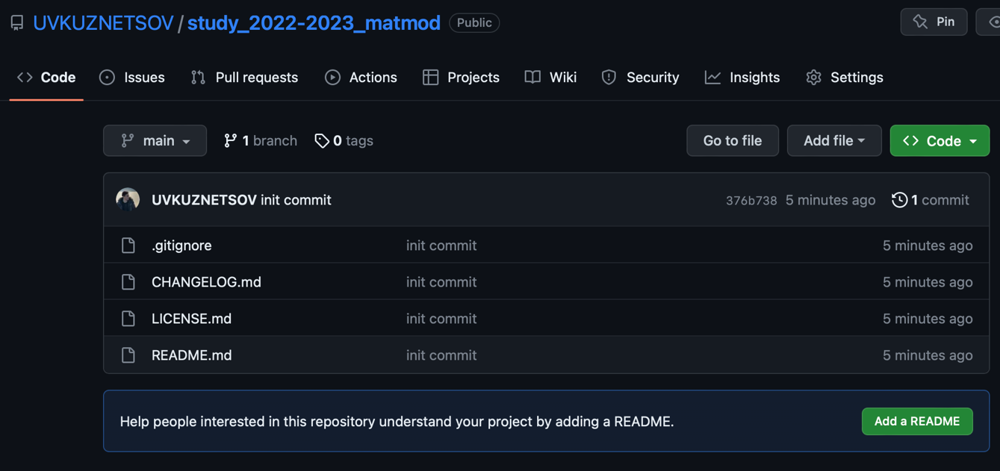 UVKUZNETSOV / study_2022-2023_matmod Public Pin
Code Issues Pull requests Actions Projects Wiki Security Insights Settings
main 1 branch 0 tags Go to file Add file Code
UVKUZNETSOV init commit 376b738 5 minutes ago 1 commit
.gitignore init commit 5 minutes ago
CHANGELOG.md init commit 5 minutes ago
LICENSE.md init commit 5 minutes ago
README.md init commit 5 minutes ago
Help people interested in this repository understand your project by adding a README. Add a README